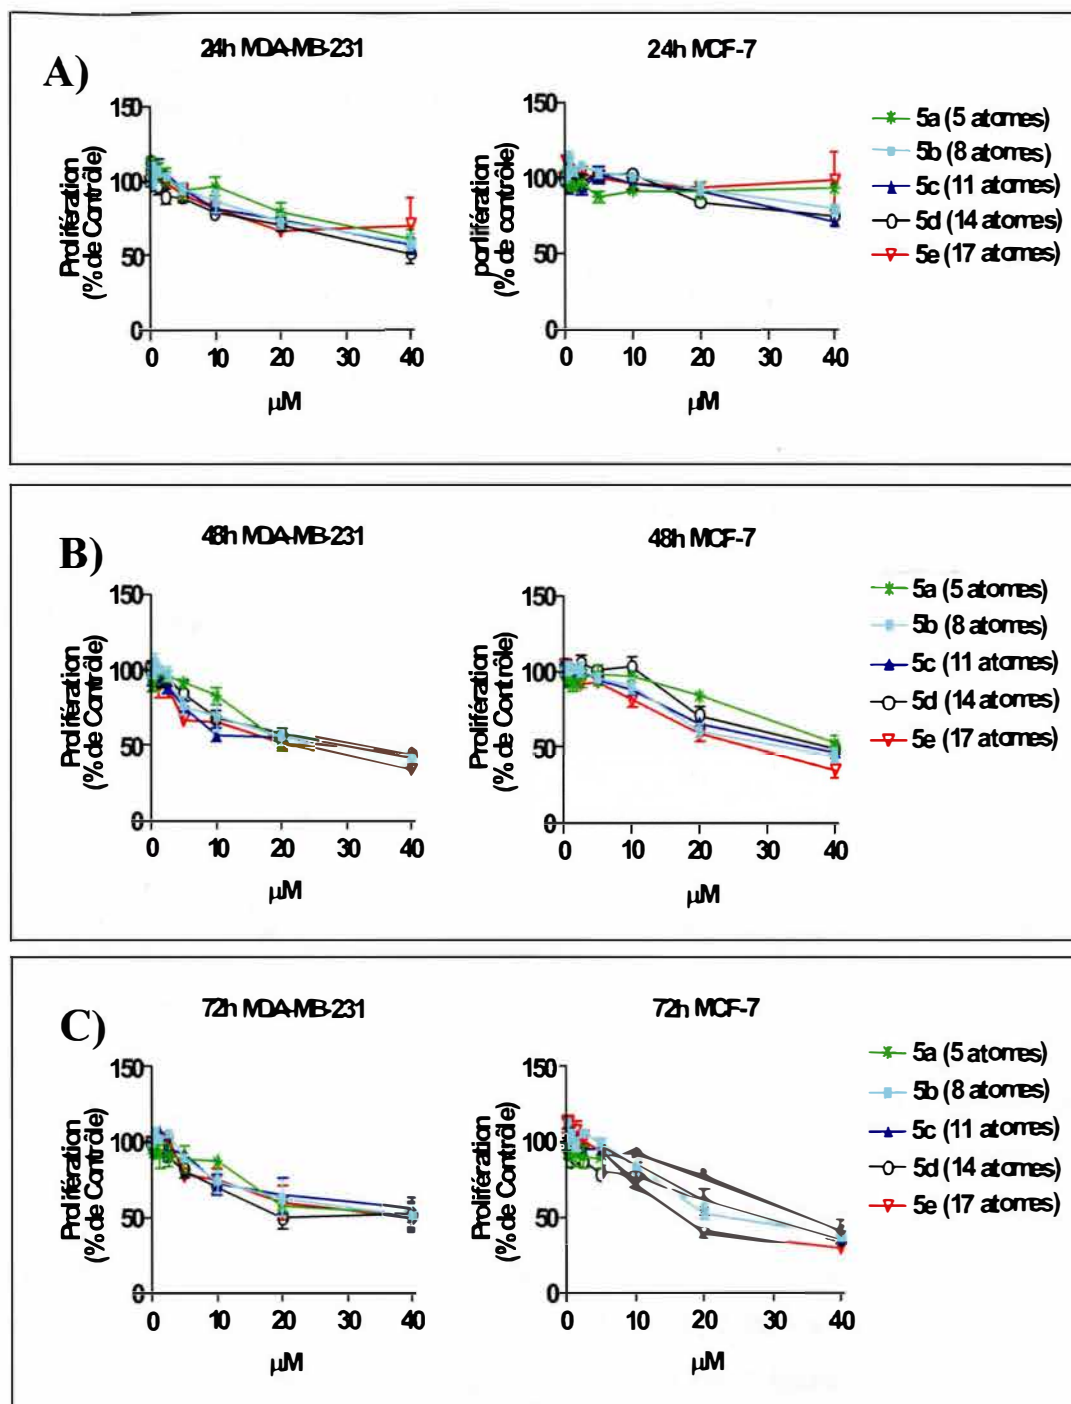 A)
24h MDA-MB-231
24h MCF-7
Prolifération
(% de Contrôle)
150
100
50
0
0 10 20 30 40
µM
porlifération
(% de contrôle)
150
100
50
0
0 10 20 30 40
µM
5a (5 atomes)
5b (8 atomes)
5c (11 atomes)
5d (14 atomes)
5e (17 atomes)
B)
48h MDA-MB-231
48h MCF-7
Prolifération
(% de Contrôle)
150
100
50
0
0 10 20 30 40
µM
Prolifération
(% de Contrôle)
150
100
50
0
0 10 20 30 40
µM
5a (5 atomes)
5b (8 atomes)
5c (11 atomes)
5d (14 atomes)
5e (17 atomes)
C)
72h MDA-MB-231
72h MCF-7
Prolifération
(% de Contrôle)
150
100
50
0
0 10 20 30 40
µM
Prolifération
(% de Contrôle)
150
100
50
0
0 10 20 30 40
µM
5a (5 atomes)
5b (8 atomes)
5c (11 atomes)
5d (14 atomes)
5e (17 atomes)